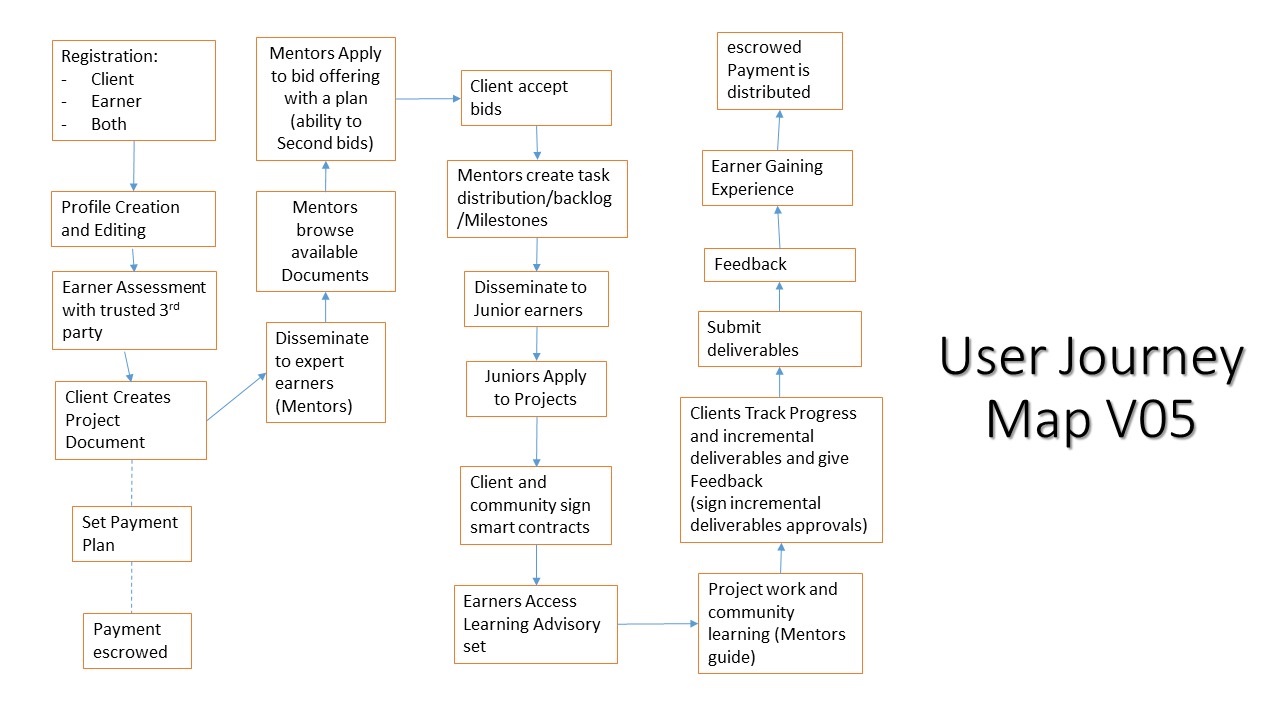 Registration:
- Client
- Earner
- Both
Profile Creation
and Editing
Earner Assessment
with trusted 3rd
party
Client Creates
Project
Document
Set Payment
Plan
Payment
escrowed
Disseminate
to expert
earners
(Mentors)
Mentors
browse
available
Documents
Mentors Apply
to bid offering
with a plan
(ability to
Second bids)
Client accept
bids
Mentors create task
distribution/backlog
/Milestones
Disseminate to
Junior earners
Juniors Apply
to Projects
Client and
community sign
smart contracts
Earners Access
Learning Advisory
set
Project work and
community
learning (Mentors
guide)
Clients Track Progress
and incremental
deliverables and give
Feedback
(sign incremental
deliverables approvals)
Submit
deliverables
Feedback
Earner Gaining
Experience
escrowed
Payment is
distributed
User Journey
Map V05